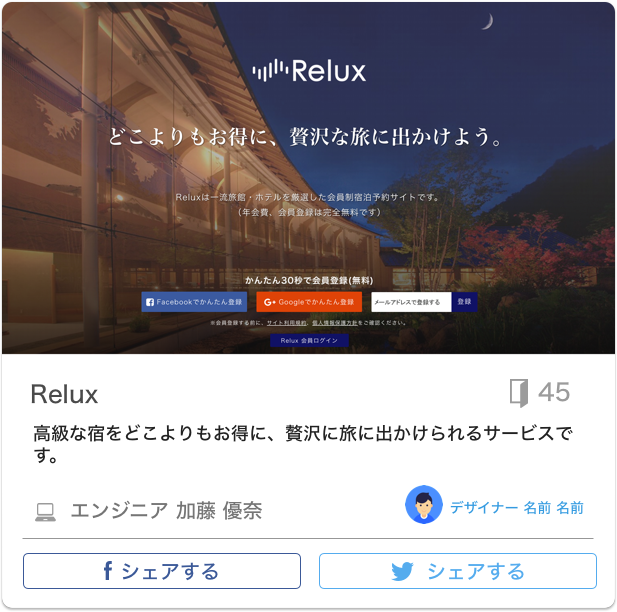 Relux
どこよりもお得に、贅沢な旅に出かけよう。
Reluxは一流旅館・ホテルを厳選した会員制宿泊予約サイトです。
（年会費、会員登録は完全無料です）
かんたん30秒で会員登録(無料)
Facebookでかんたん登録 G+ Googleでかんたん登録 メールアドレスで登録する 登録
※会員登録する前に、サイト利用規約、個人情報保護方針をご確認ください。
Relux 会員ログイン
Relux 45
高級な宿をどこよりもお得に、贅沢に旅に出かけられるサービスで
す。
エンジニア 加藤 優奈 デザイナー 名前 名前
シェアする シェアする